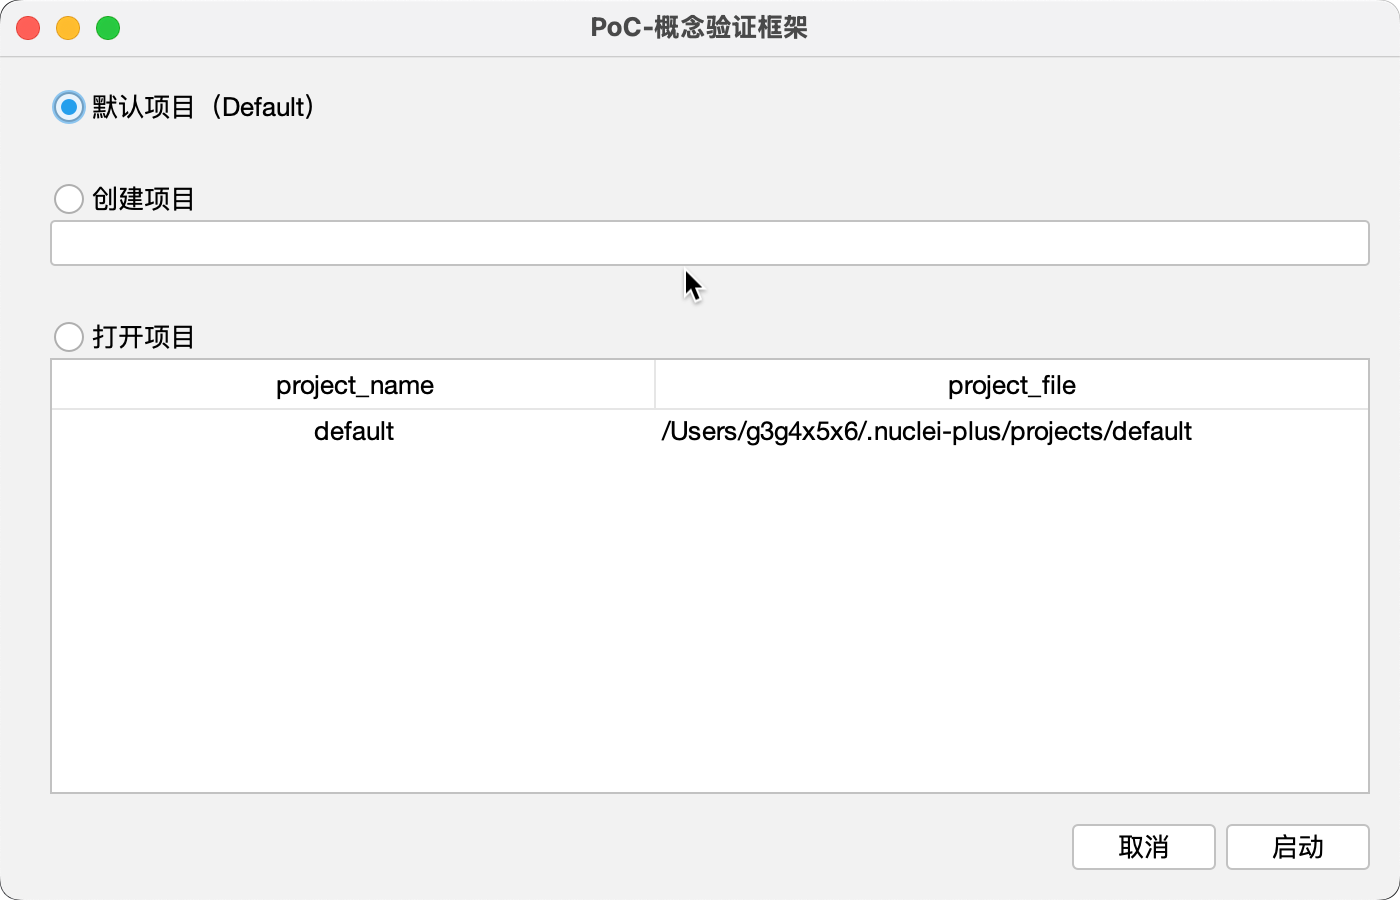 PoC-概念验证框架
默认项目（Default）
创建项目
打开项目
project_name project_file
default /Users/g3g4x5x6/.nuclei-plus/projects/default
取消 启动